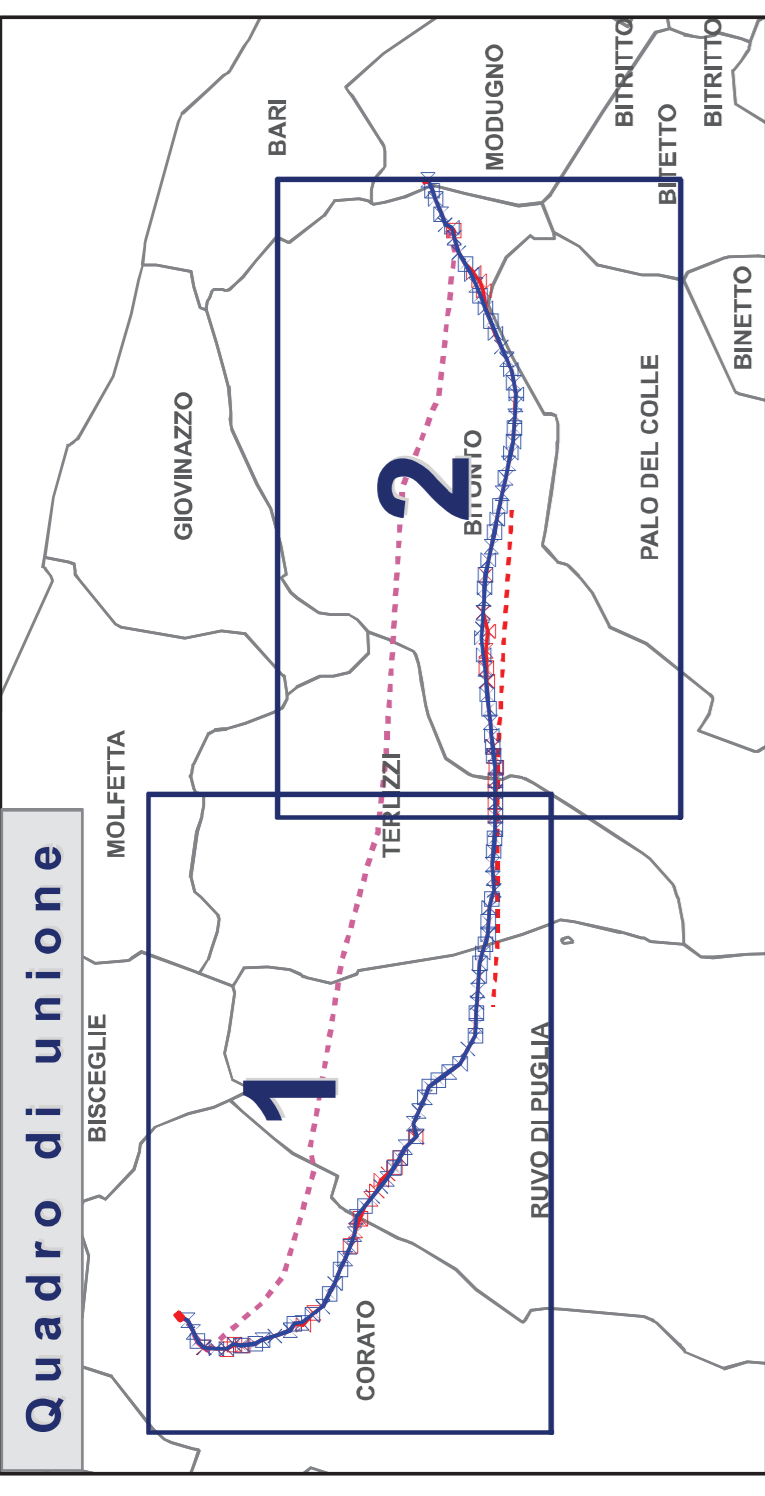 Quadro di unione
BISCEGLIE
MOLFETTA
GIOVINAZZO
BARI
MODUGNO
BITRITTO
BITRITTO
BITETTO
BINETTO
PALO DEL COLLE
BITONTO
2
TERLIZZI
1
RUVO DI PUGLIA
CORATO